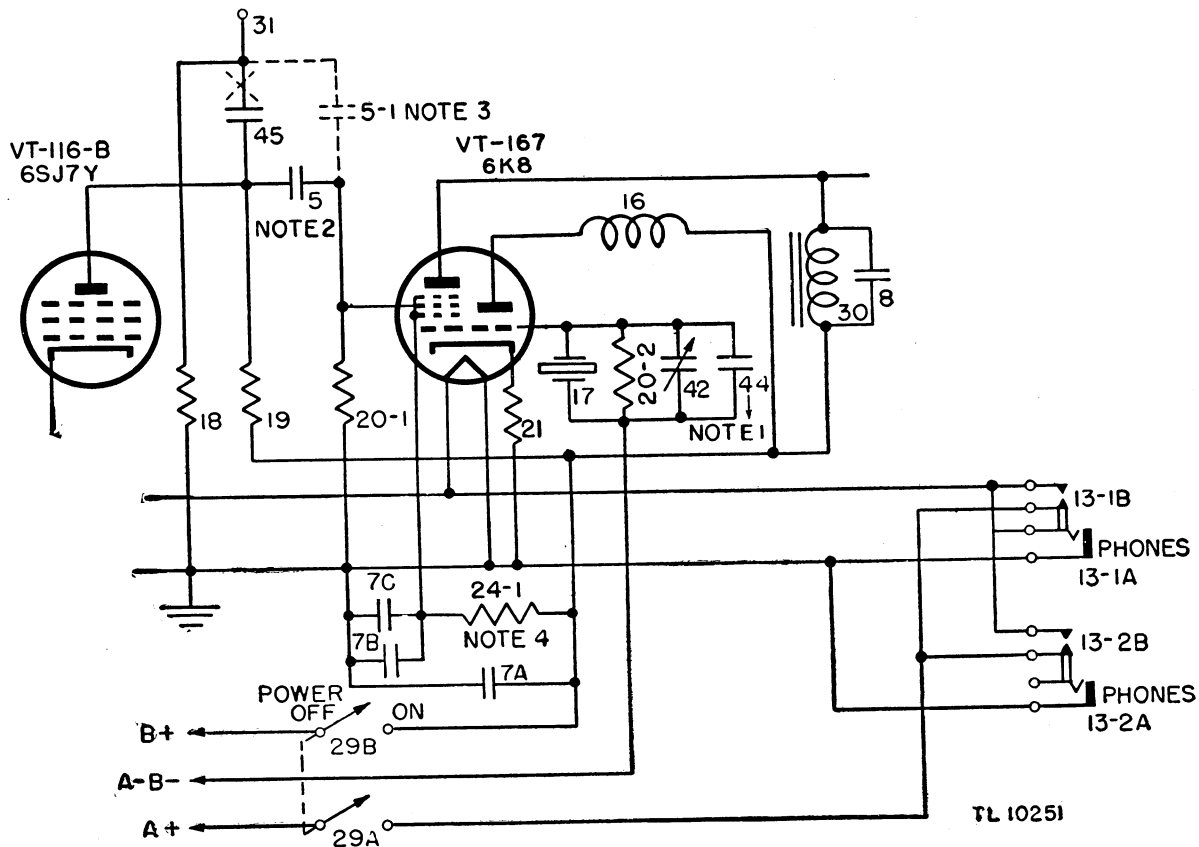 31
5-1 NOTE 3
45
VT-116-B
6SJ7Y
VT-167
6K8
5
NOTE2
16
8
30
20-2
17
42
44
NOTE1
18
19
20-1
21
13-1B
PHONES
13-1A
7C
24-1
NOTE 4
7B
7A
13-2B
PHONES
13-2A
POWER
OFF
ON
B+
29B
A-B-
A+
29A
TL 10251